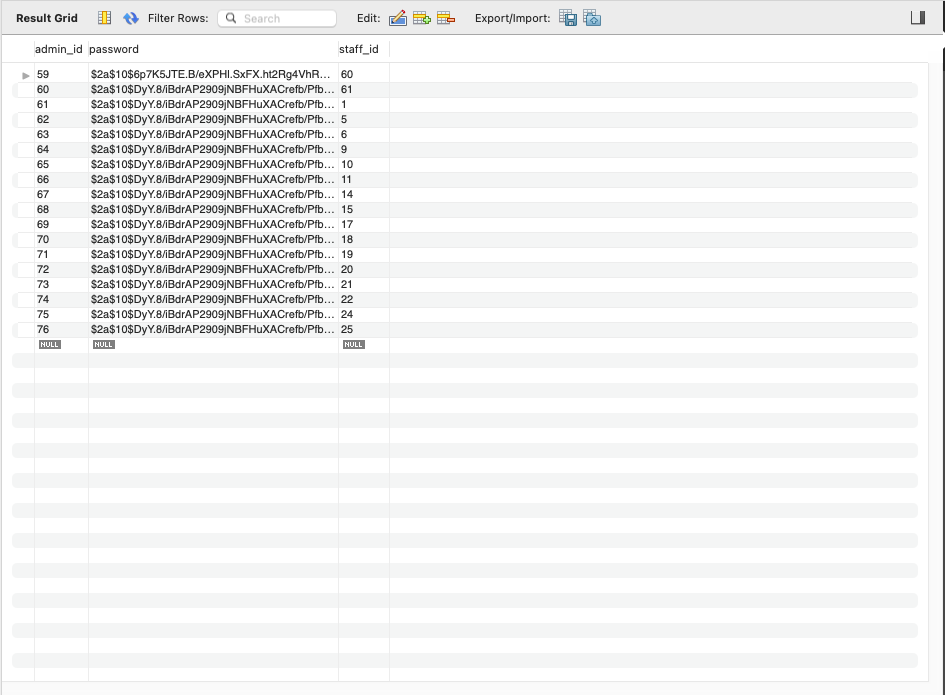 Result Grid Filter Rows: Search Edit: Export/Import:
admin_id password staff_id
59 $2a$10$6p7K5JTE.B/eXPHl.SxFX.ht2Rg4VhR... 60
60 $2a$10$DyY.8/iBdrAP2909jNBFHuXACrefb/Pfb... 61
61 $2a$10$DyY.8/iBdrAP2909jNBFHuXACrefb/Pfb... 1
62 $2a$10$DyY.8/iBdrAP2909jNBFHuXACrefb/Pfb... 5
63 $2a$10$DyY.8/iBdrAP2909jNBFHuXACrefb/Pfb... 6
64 $2a$10$DyY.8/iBdrAP2909jNBFHuXACrefb/Pfb... 9
65 $2a$10$DyY.8/iBdrAP2909jNBFHuXACrefb/Pfb... 10
66 $2a$10$DyY.8/iBdrAP2909jNBFHuXACrefb/Pfb... 11
67 $2a$10$DyY.8/iBdrAP2909jNBFHuXACrefb/Pfb... 14
68 $2a$10$DyY.8/iBdrAP2909jNBFHuXACrefb/Pfb... 15
69 $2a$10$DyY.8/iBdrAP2909jNBFHuXACrefb/Pfb... 17
70 $2a$10$DyY.8/iBdrAP2909jNBFHuXACrefb/Pfb... 18
71 $2a$10$DyY.8/iBdrAP2909jNBFHuXACrefb/Pfb... 19
72 $2a$10$DyY.8/iBdrAP2909jNBFHuXACrefb/Pfb... 20
73 $2a$10$DyY.8/iBdrAP2909jNBFHuXACrefb/Pfb... 21
74 $2a$10$DyY.8/iBdrAP2909jNBFHuXACrefb/Pfb... 22
75 $2a$10$DyY.8/iBdrAP2909jNBFHuXACrefb/Pfb... 24
76 $2a$10$DyY.8/iBdrAP2909jNBFHuXACrefb/Pfb... 25
NULL NULL NULL